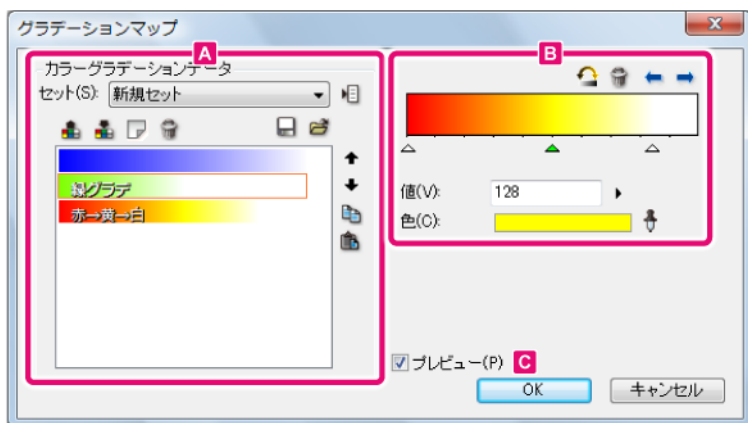 グラデーションマップ
A
カラーグラデーションデータ
セット(S): 新規セット
緑グラデ
赤→黄→白
B
値(V): 128
色(C):
プレビュー(P) C
OK キャンセル